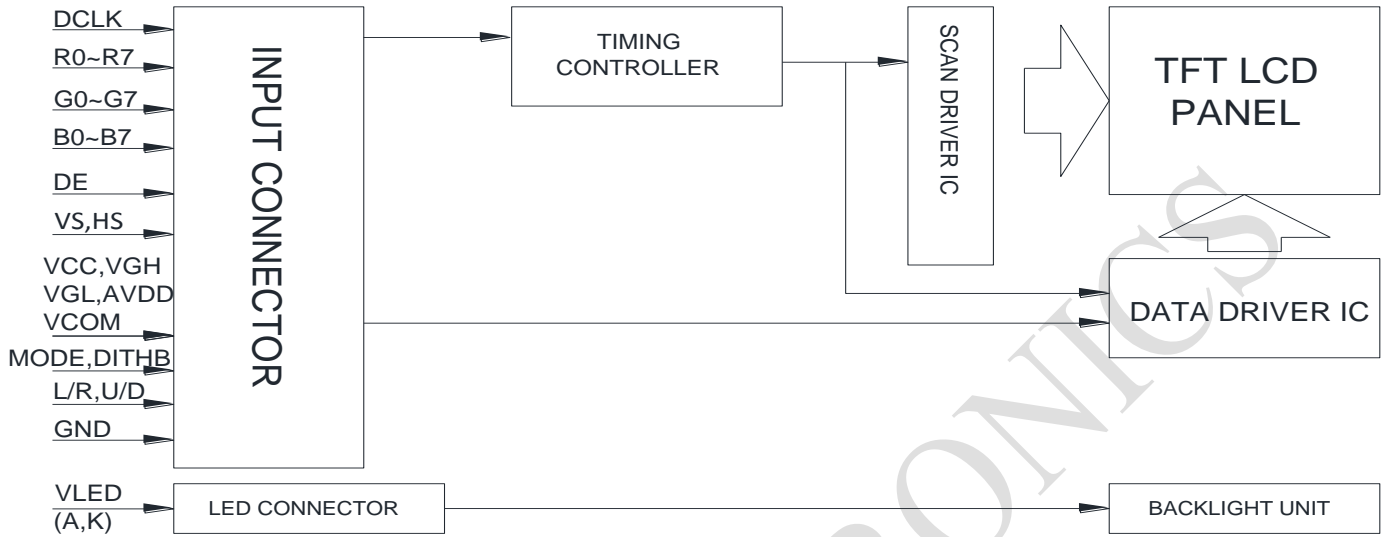 DCLK
R0~R7
G0~G7
B0~B7
DE
VS,HS
VCC,VGH
VGL,AVDD
VCOM
MODE,DITHB
L/R,U/D
GND
VLED
(A,K)
INPUT CONNECTOR
LED CONNECTOR
TIMING
CONTROLLER
SCAN DRIVER IC
TFT LCD
PANEL
DATA DRIVER IC
BACKLIGHT UNIT
RONICS